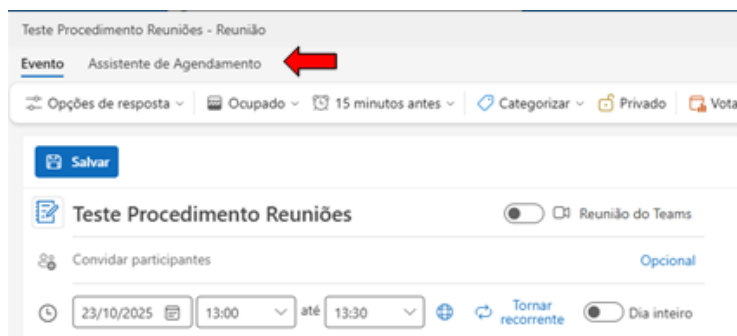 Teste Procedimento Reuniões - Reunião
Evento Assistente de Agendamento
Opções de resposta Ocupado 15 minutos antes Categorizar Privado Vota
Salvar
Teste Procedimento Reuniões Reunião do Teams
Convidar participantes Opcional
23/10/2025 13:00 até 13:30 Tornar recorrente Dia inteiro